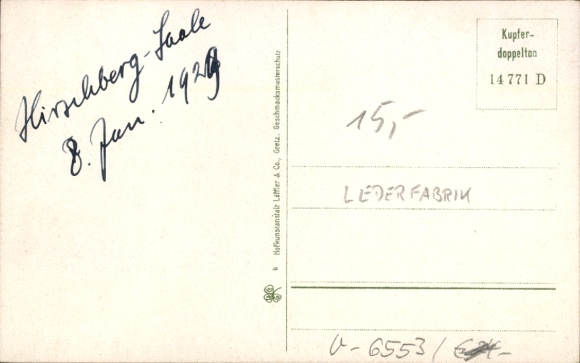 Hirschberg-Saale
8. Jan. 1929
Hofkunstanstalt Löffler & Co., Greiz. Geschmacksmusterschutz
Kupfer-
doppelton
14 771 D
15,-
LEDERFABRIK
V-6553/